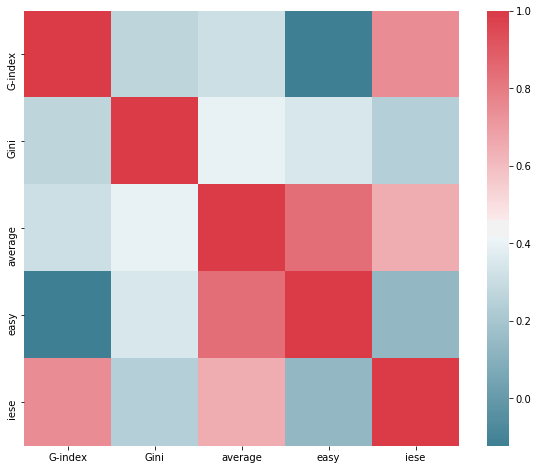 G-index
Gini
average
easy
iese
G-index Gini average easy iese
1.0
0.8
0.6
0.4
0.2
0.0